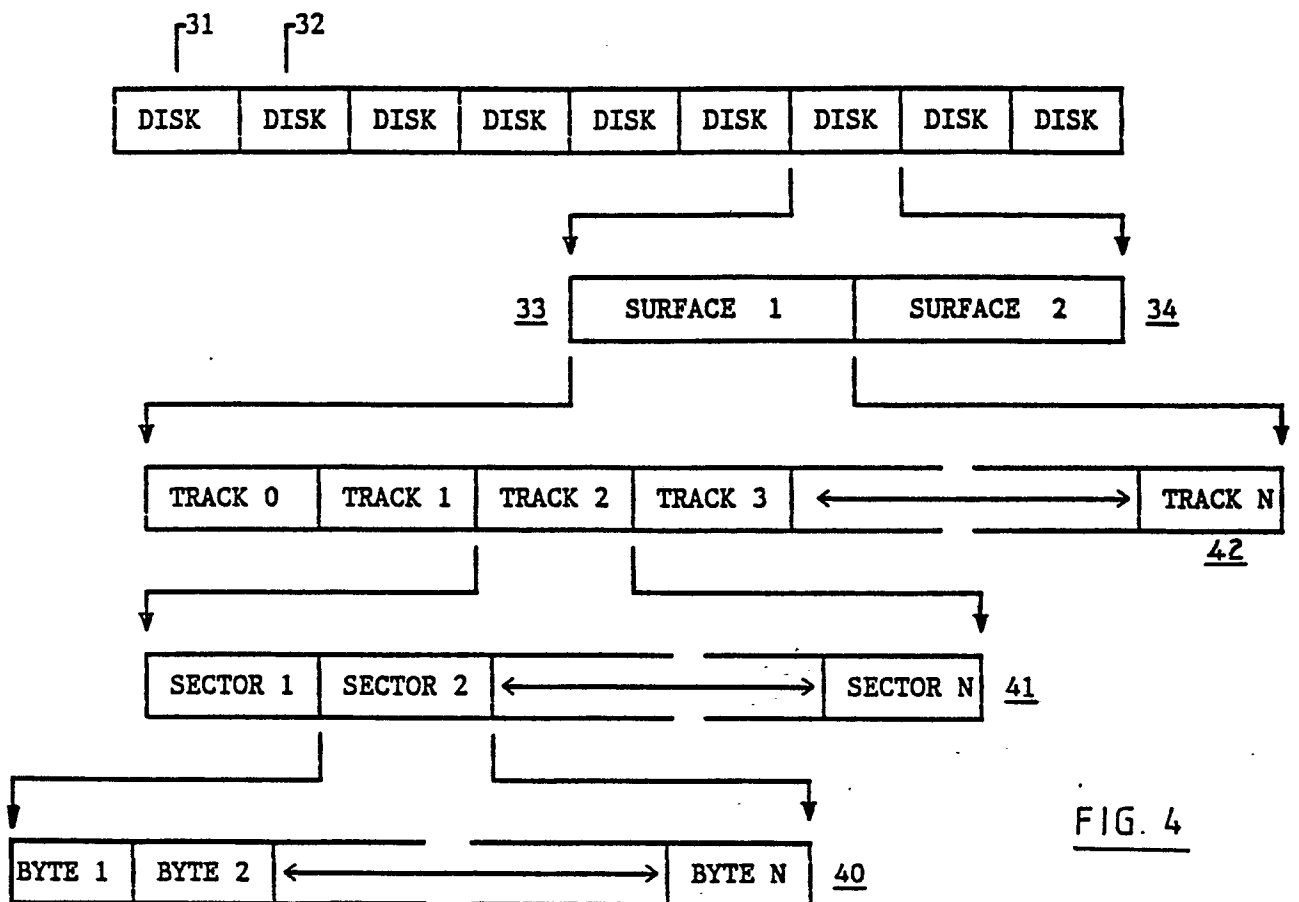 31 32
DISK DISK DISK DISK DISK DISK DISK DISK DISK
33 SURFACE 1 SURFACE 2 34
TRACK 0 TRACK 1 TRACK 2 TRACK 3 TRACK N
42
SECTOR 1 SECTOR 2 SECTOR N 41
BYTE 1 BYTE 2 BYTE N 40
FIG. 4